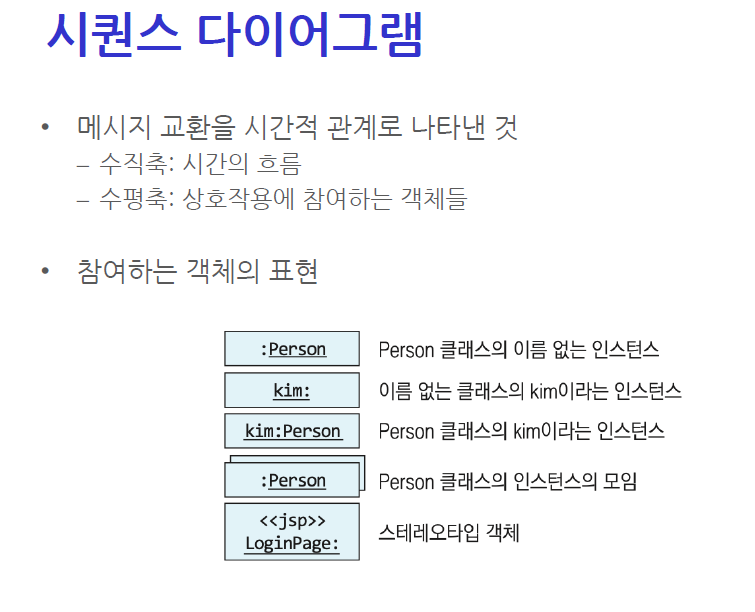 시퀀스 다이어그램
• 메시지 교환을 시간적 관계로 나타낸 것
– 수직축: 시간의 흐름
– 수평축: 상호작용에 참여하는 객체들
• 참여하는 객체의 표현
:Person Person 클래스의 이름 없는 인스턴스
kim: 이름 없는 클래스의 kim이라는 인스턴스
kim:Person Person 클래스의 kim이라는 인스턴스
:Person Person 클래스의 인스턴스의 모임
<<jsp>>
LoginPage: 스테레오타입 객체